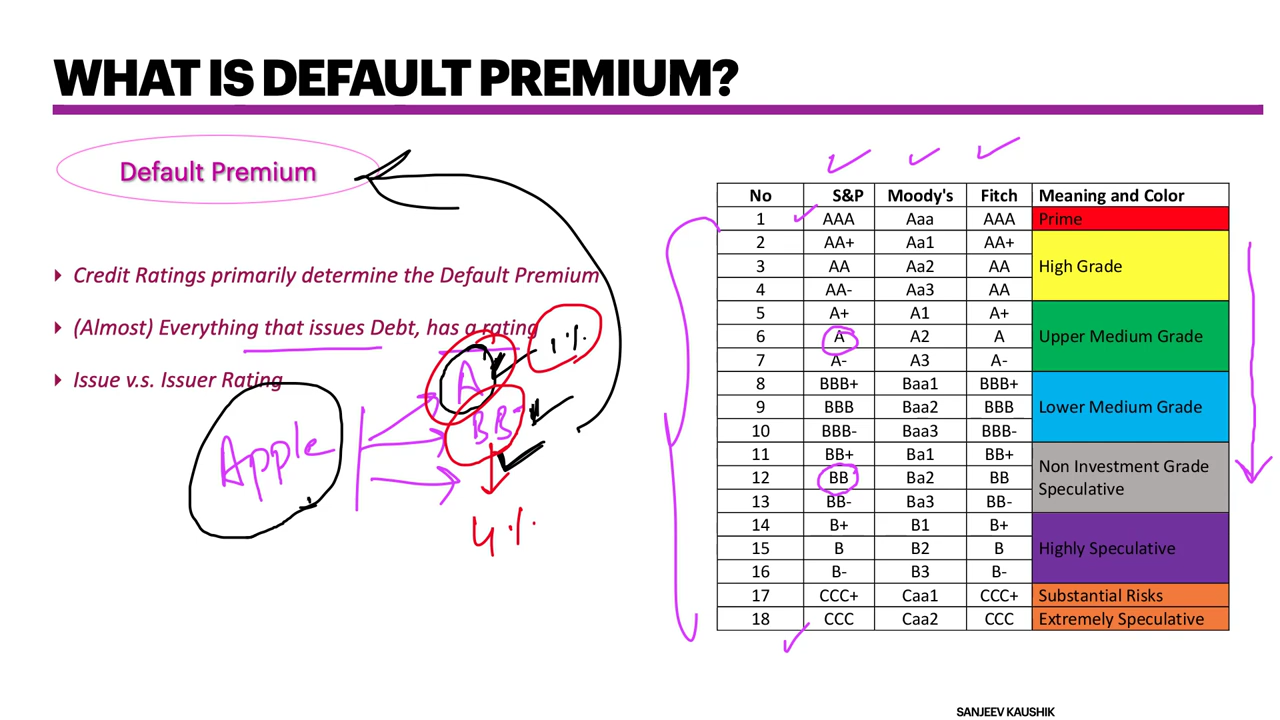 WHAT IS DEFAULT PREMIUM?
Default Premium
Credit Ratings primarily determine the Default Premium
(Almost) Everything that issues Debt, has a rating
Issue v.s. Issuer Rating
Apple
A
1%
BB
4%
No S&P Moody's Fitch Meaning and Color
1 AAA Aaa AAA Prime
2 AA+ Aa1 AA+
3 AA Aa2 AA High Grade
4 AA- Aa3 AA
5 A+ A1 A+
6 A A2 A Upper Medium Grade
7 A- A3 A-
8 BBB+ Baa1 BBB+
9 BBB Baa2 BBB Lower Medium Grade
10 BBB- Baa3 BBB-
11 BB+ Ba1 BB+
12 BB Ba2 BB Non Investment Grade
Speculative
13 BB- Ba3 BB-
14 B+ B1 B+
15 B B2 B Highly Speculative
16 B- B3 B-
17 CCC+ Caa1 CCC+ Substantial Risks
18 CCC Caa2 CCC Extremely Speculative
SANJEEV KAUSHIK